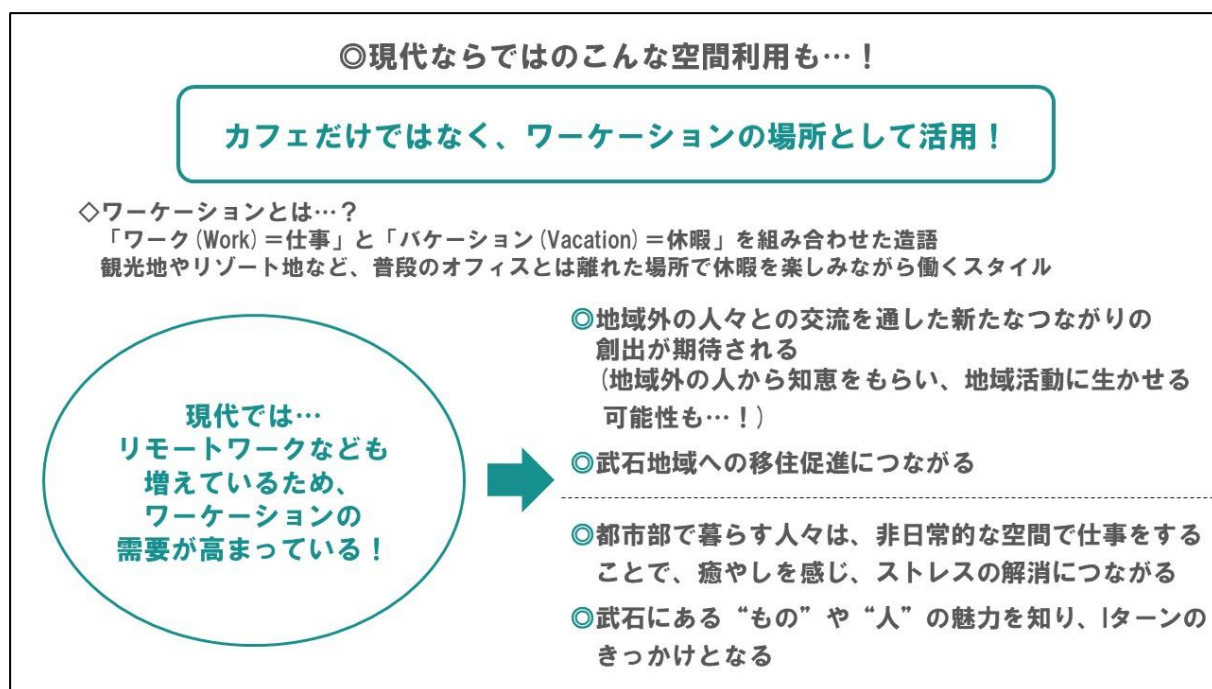 ◎現代ならではのこんな空間利用も…！
カフェだけではなく、ワーケーションの場所として活用！
◇ワーケーションとは…？
「ワーク(Work)＝仕事」と「バケーション(Vacation)＝休暇」を組み合わせた造語
観光地やリゾート地など、普段のオフィスとは離れた場所で休暇を楽しみながら働くスタイル
現代では…
リモートワークなども
増えているため、
ワーケーションの
需要が高まっている！
◎地域外の人々との交流を通した新たなつながりの
創出が期待される
(地域外の人から知恵をもらい、地域活動に生かせる
可能性も…！)
◎武石地域への移住促進につながる
◎都市部で暮らす人々は、非日常的な空間で仕事をする
ことで、癒やしを感じ、ストレスの解消につながる
◎武石にある“もの”や“人”の魅力を知り、Iターンの
きっかけとなる